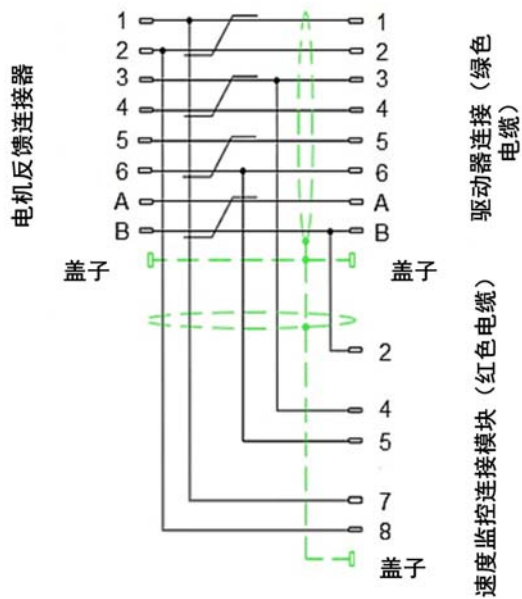 电机反馈连接器
1 1
2 2
3 3
4 4
5 5
6 6
A A
B B
盖子 盖子
驱动器连接（绿色
电缆）
2
4
5
7
8
盖子
速度监控连接模块（红色电缆）